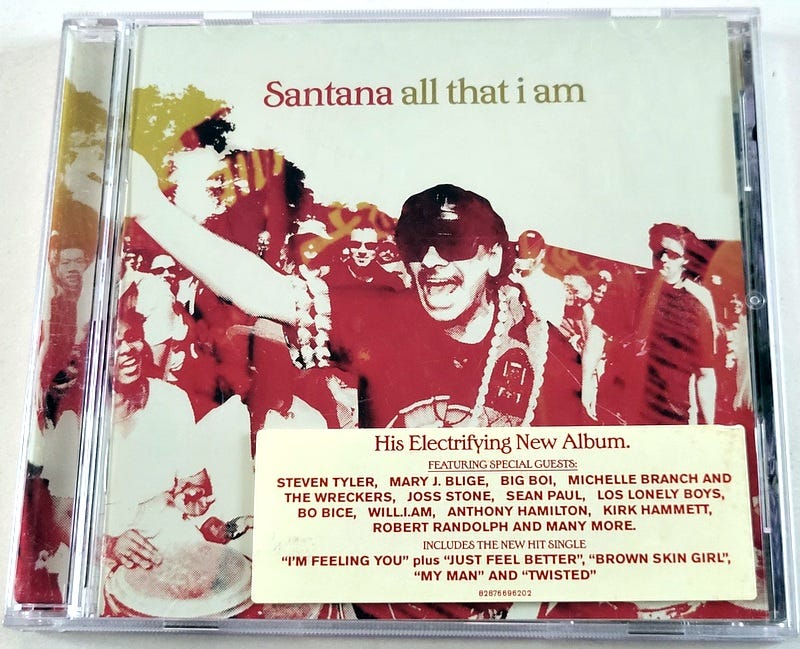 Santana all that i am
His Electrifying New Album.
FEATURING SPECIAL GUESTS:
STEVEN TYLER, MARY J. BLIGE, BIG BOI, MICHELLE BRANCH AND
THE WRECKERS, JOSS STONE, SEAN PAUL, LOS LONELY BOYS,
BO BICE, WILL.I.AM, ANTHONY HAMILTON, KIRK HAMMETT,
ROBERT RANDOLPH AND MANY MORE.
INCLUDES THE NEW HIT SINGLE
“I'M FEELING YOU” plus “JUST FEEL BETTER”, “BROWN SKIN GIRL”,
“MY MAN” AND “TWISTED”
82876696202